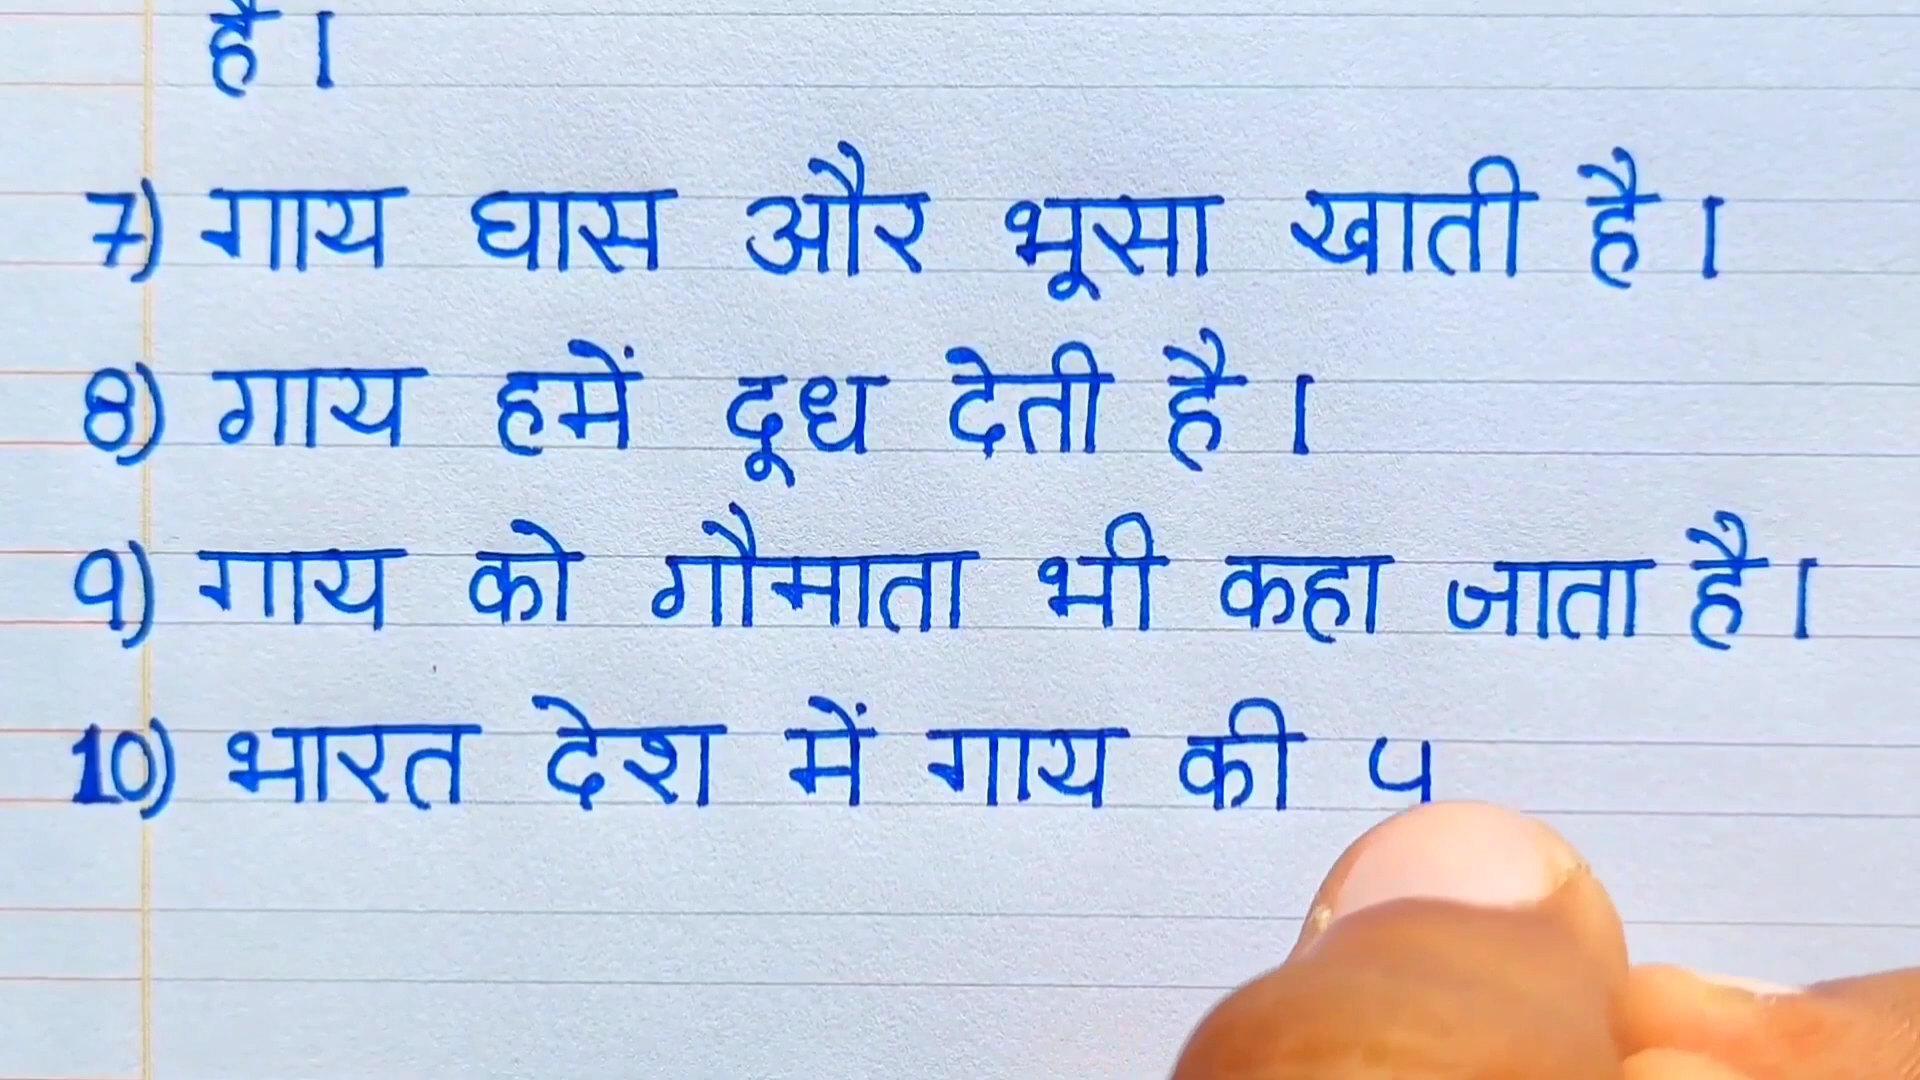 है।
7) गाय घास और भूसा खाती है।
8) गाय हमें दूध देती है।
9) गाय को गौमाता भी कहा जाता है।
10) भारत देश में गाय की प